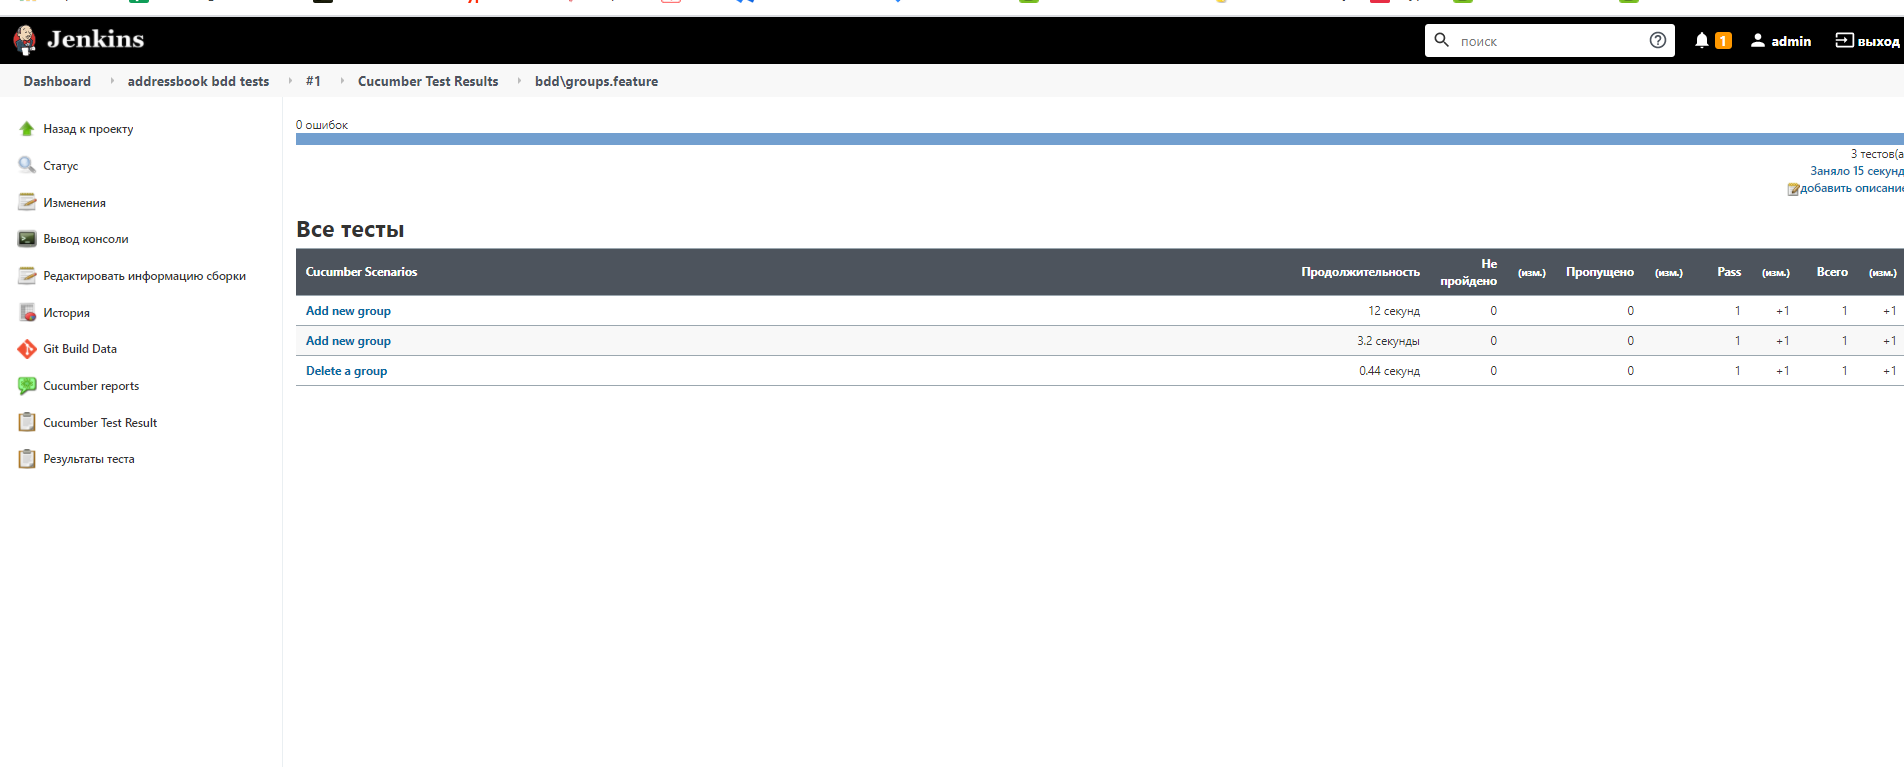 Jenkins
поиск
1
admin
выход
Dashboard
addressbook bdd tests
#1
Cucumber Test Results
bdd\groups.feature
Назад к проекту
Статус
Изменения
Вывод консоли
Редактировать информацию сборки
История
Git Build Data
Cucumber reports
Cucumber Test Result
Результаты теста
0 ошибок
3 тестов(а
Заняло 15 секунд
добавить описание
Все тесты
Cucumber Scenarios Продолжительность Не пройдено (изм.) Пропущено (изм.) Pass (изм.) Всего (изм.)
Add new group 12 секунд 0 0 1 +1 1 +1
Add new group 3.2 секунды 0 0 1 +1 1 +1
Delete a group 0.44 секунд 0 0 1 +1 1 +1